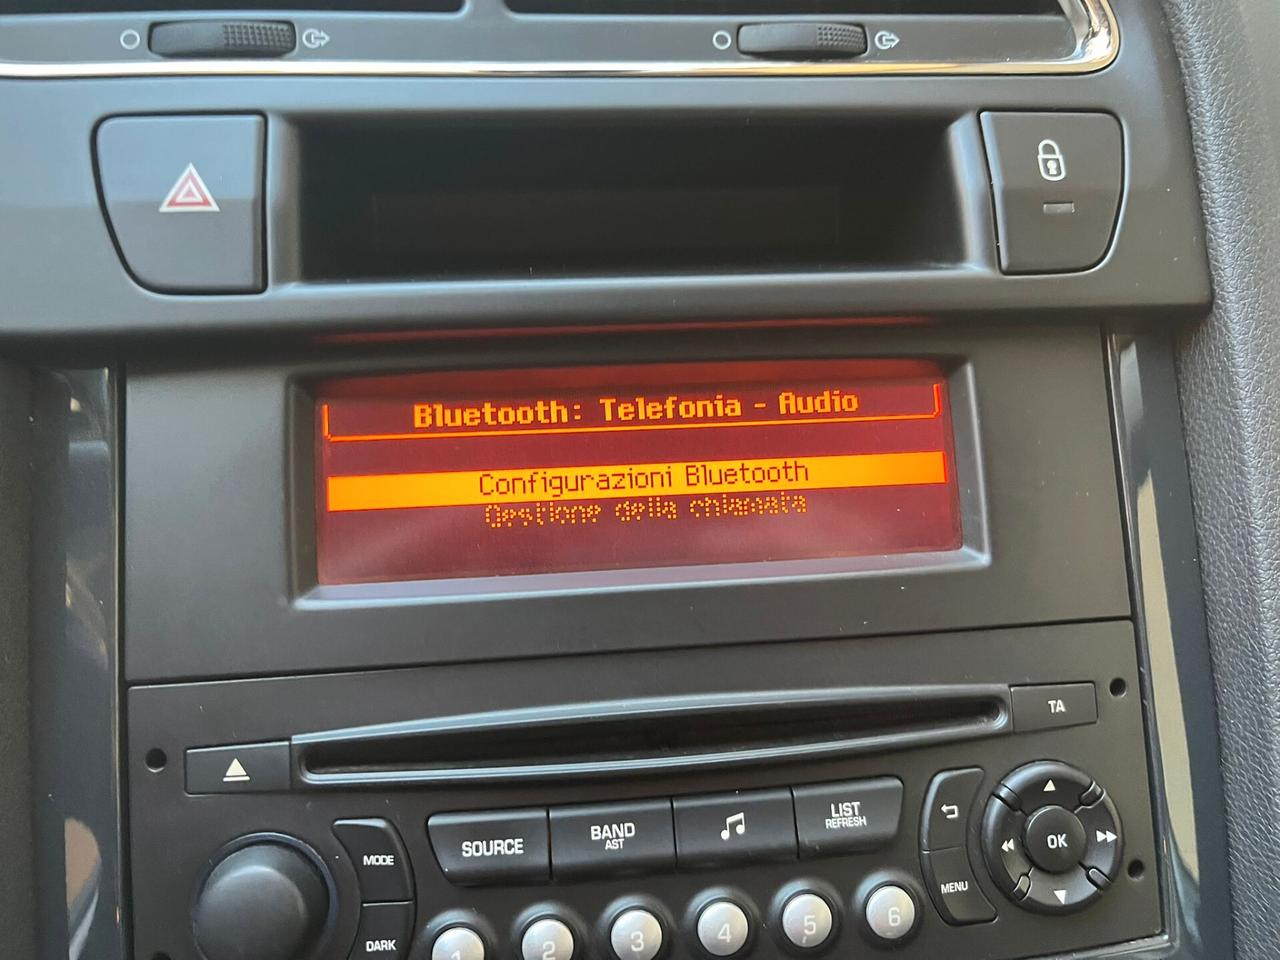 Bluetooth: Telefonia - Audio
Configurazioni Bluetooth
Gestione della chiamata
TA
SOURCE
BAND
AST
LIST
REFRESH
MODE
OK
MENU
DARK
1 2 3 4 5 6